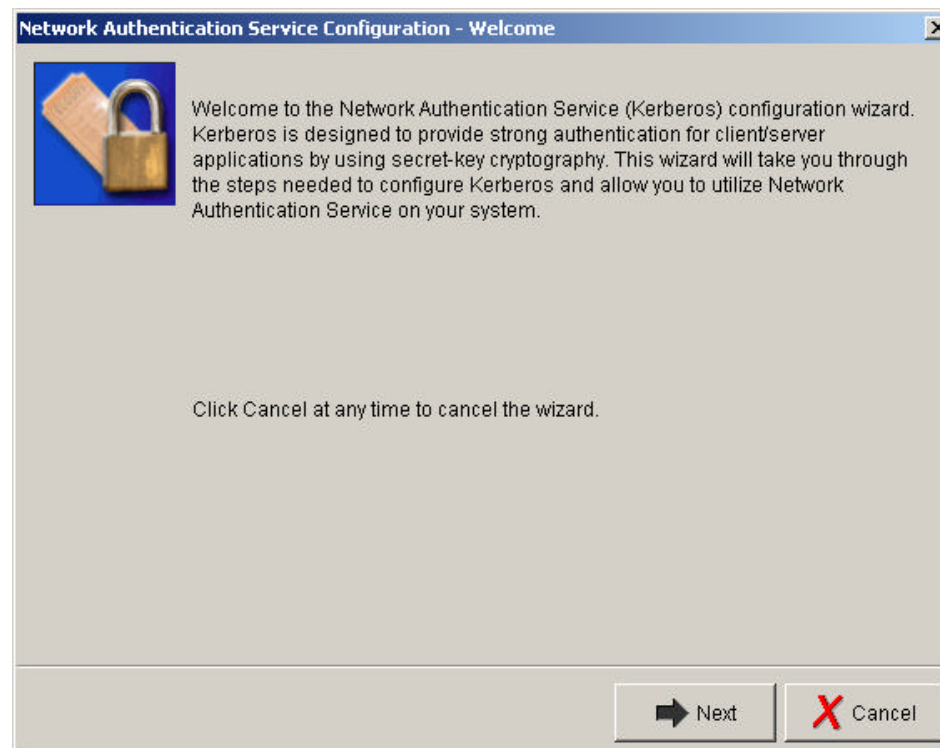 Network Authentication Service Configuration - Welcome
Welcome to the Network Authentication Service (Kerberos) configuration wizard.
Kerberos is designed to provide strong authentication for client/server
applications by using secret-key cryptography. This wizard will take you through
the steps needed to configure Kerberos and allow you to utilize Network
Authentication Service on your system.
Click Cancel at any time to cancel the wizard.
Next
Cancel